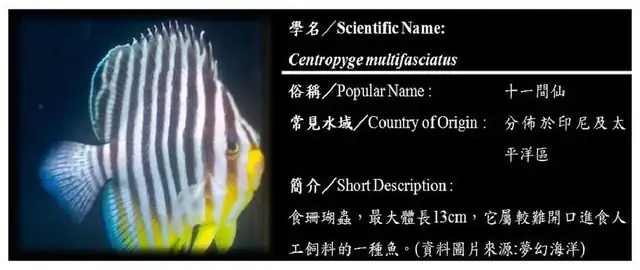 學名／Scientific Name:
Centropyge multifasciatus
俗稱／Popular Name : 十一間仙
常見水域／Country of Origin : 分佈於印尼及太
平洋區
簡介／Short Description :
食珊瑚蟲，最大體長13cm，它屬較難開口進食人
工飼料的一種魚。(資料圖片來源:夢幻海洋)